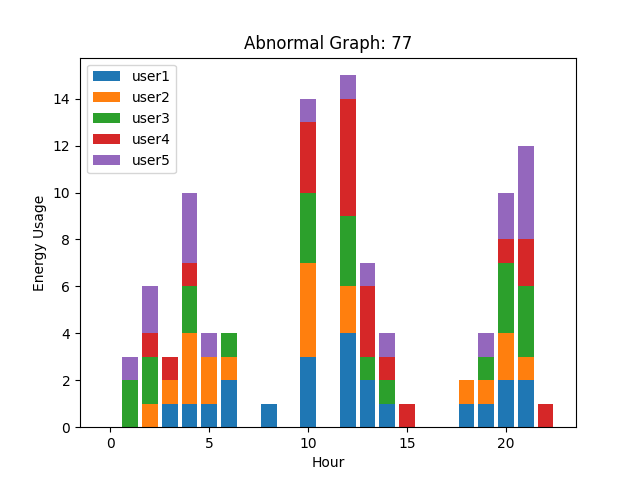 Abnormal Graph: 77
user1
user2
user3
user4
user5
Energy Usage
14
12
10
8
6
4
2
0
0 5 10 15 20
Hour